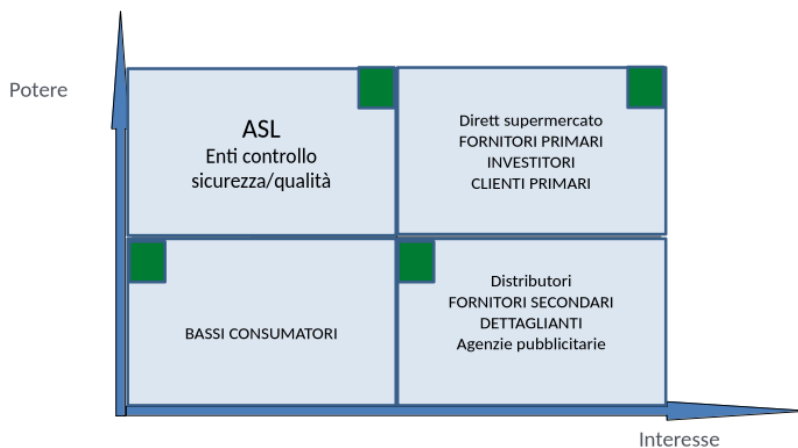 Potere
ASL
Enti controllo
sicurezza/qualità
Dirett supermercato
FORNITORI PRIMARI
INVESTITORI
CLIENTI PRIMARI
BASSI CONSUMATORI
Distributori
FORNITORI SECONDARI
DETTAGLIANTI
Agenzie pubblicitarie
Interesse